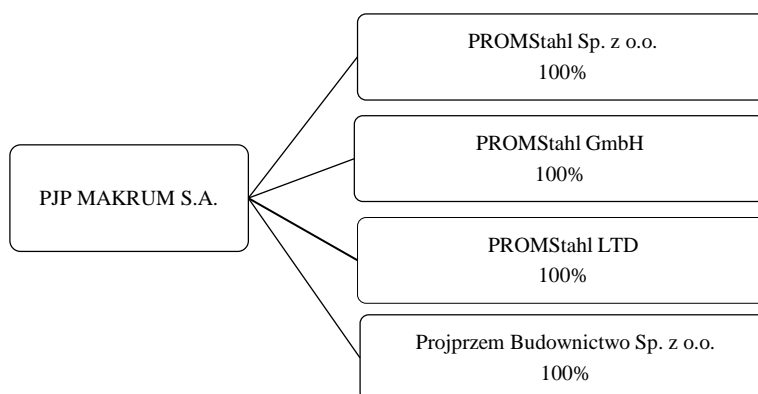 PJP MAKRUM S.A.
PROMStahl Sp. z o.o.
100%
PROMStahl GmbH
100%
PROMStahl LTD
100%
Projprzem Budownictwo Sp. z o.o.
100%